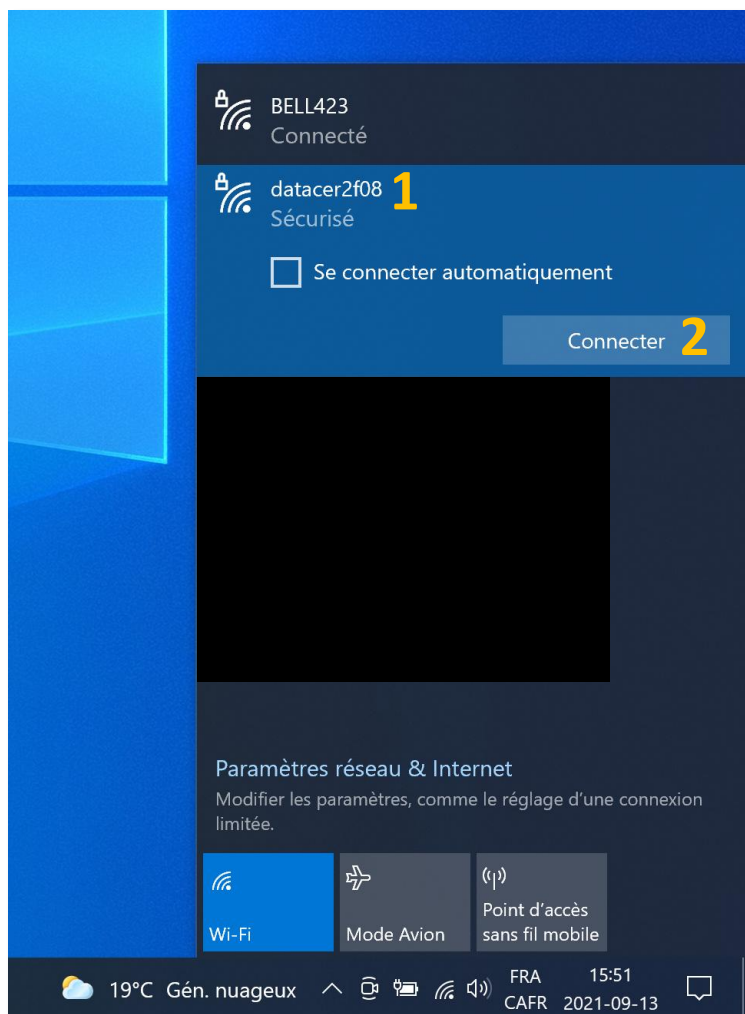 BELL423
Connecté
datacer2f08 1
Sécurisé
Se connecter automatiquement
Connecter 2
Paramètres réseau & Internet
Modifier les paramètres, comme le réglage d'une connexion
limitée.
Wi-Fi
Mode Avion
Point d'accès
sans fil mobile
19°C Gén. nuageux
FRA
CAFR
15:51
2021-09-13